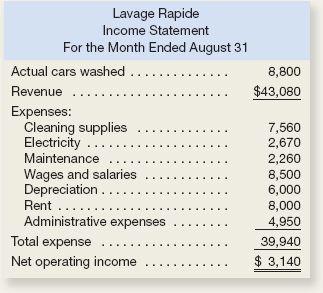 Lavage Rapide
Income Statement
For the Month Ended August 31
Actual cars washed . . . . . . . . . . . . . 8,800
Revenue . . . . . . . . . . . . . . . . . . . . . $43,080
Expenses:
Cleaning supplies . . . . . . . . . . . . 7,560
Electricity . . . . . . . . . . . . . . . . . . . 2,670
Maintenance . . . . . . . . . . . . . . . . 2,260
Wages and salaries . . . . . . . . . . . 8,500
Depreciation . . . . . . . . . . . . . . . . . 6,000
Rent . . . . . . . . . . . . . . . . . . . . . . . 8,000
Administrative expenses . . . . . . . . 4,950
Total expense . . . . . . . . . . . . . . . . . 39,940
Net operating income . . . . . . . . . . . $ 3,140